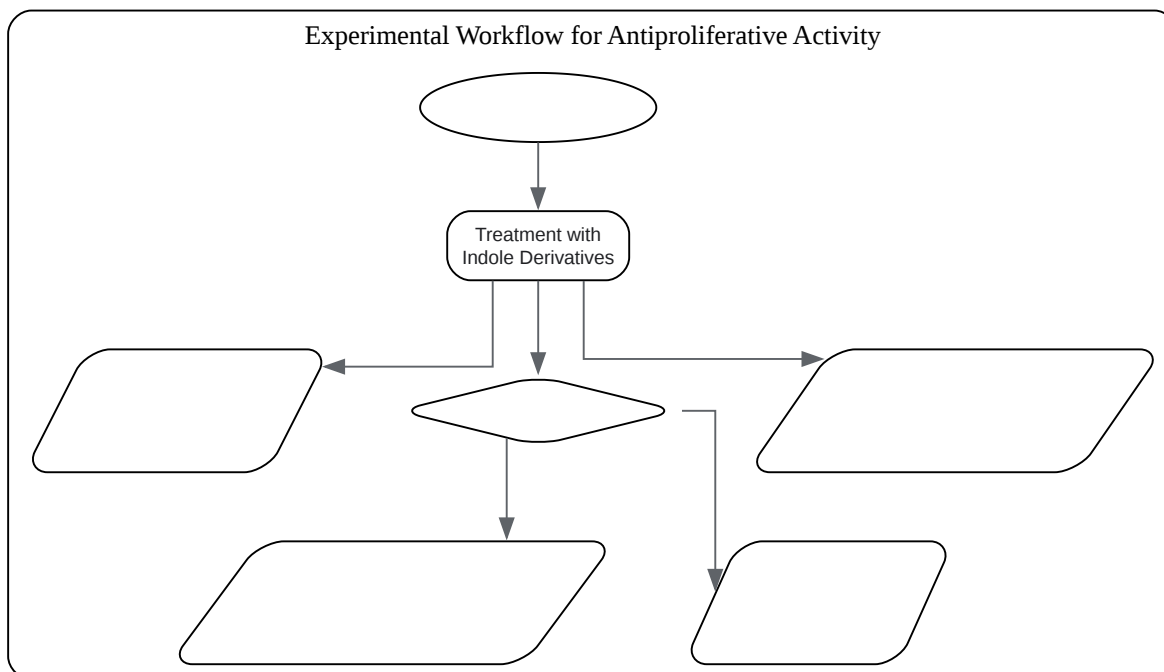 Experimental Workflow for Antiproliferative Activity
Treatment with
Indole Derivatives